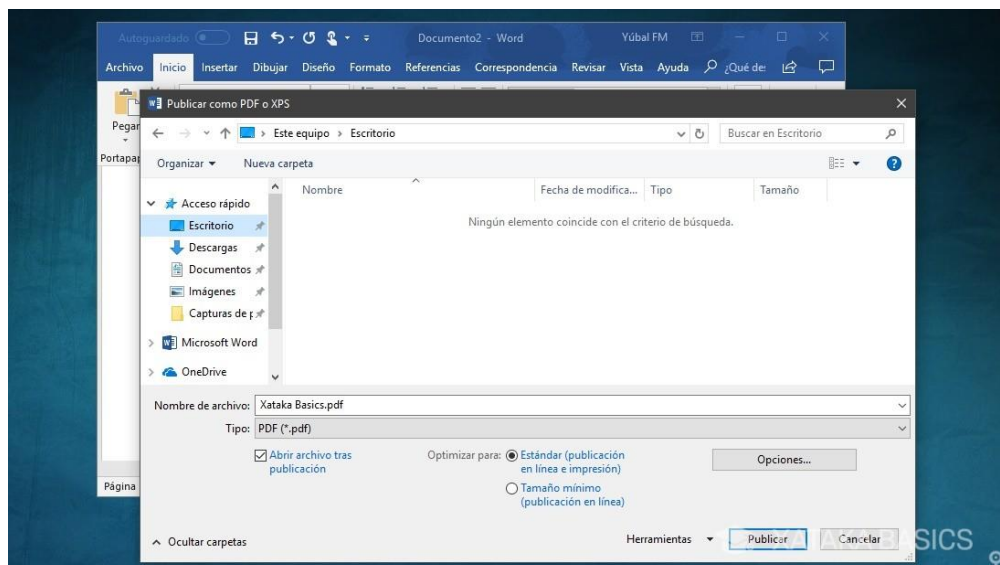 Autoguardado Documento2 - Word Yúbal FM
Archivo Inicio Insertar Dibujar Diseño Formato Referencias Correspondencia Revisar Vista Ayuda ¿Qué de:
Publicar como PDF o XPS
Pegar
Este equipo > Escritorio
Buscar en Escritorio
Portapap
Organizar
Nueva carpeta
Nombre Fecha de modifica... Tipo Tamaño
Ningún elemento coincide con el criterio de búsqueda.
Acceso rápido
Escritorio
Descargas
Documentos
Imágenes
Capturas de p
Microsoft Word
OneDrive
Nombre de archivo: Xataka Basics.pdf
Tipo: PDF (*.pdf)
Abrir archivo tras
publicación
Optimizar para: Estándar (publicación
en línea e impresión)
Tamaño mínimo
(publicación en línea)
Opciones...
Página
Ocultar carpetas
Herramientas
Publicar
Cancelar
XATAKA BASICS